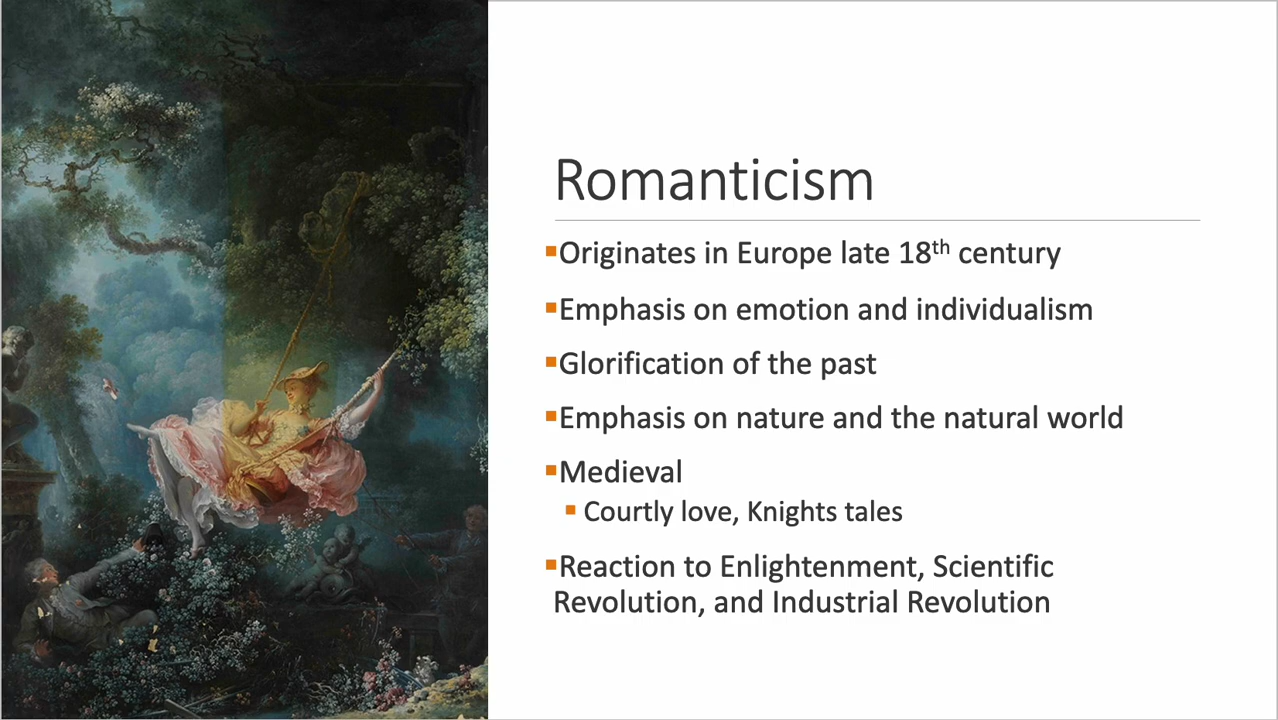 Romanticism
▪Originates in Europe late 18th century
▪Emphasis on emotion and individualism
▪Glorification of the past
▪Emphasis on nature and the natural world
▪Medieval
▪ Courtly love, Knights tales
▪Reaction to Enlightenment, Scientific
Revolution, and Industrial Revolution